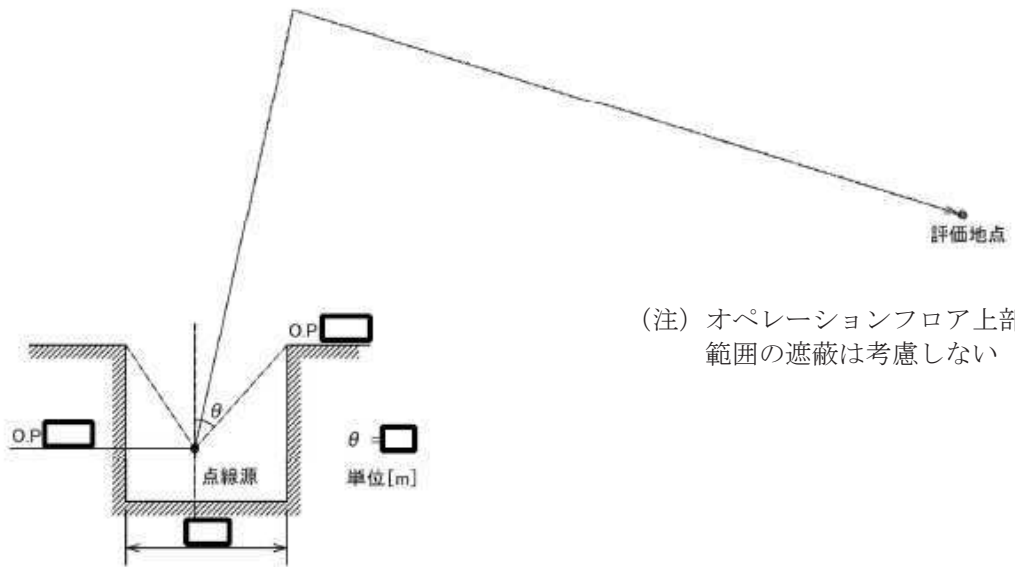 評価地点
O.P
(注) オペレーションフロア上部
範囲の遮蔽は考慮しない
θ
O.P
θ =
点線源
単位[m]